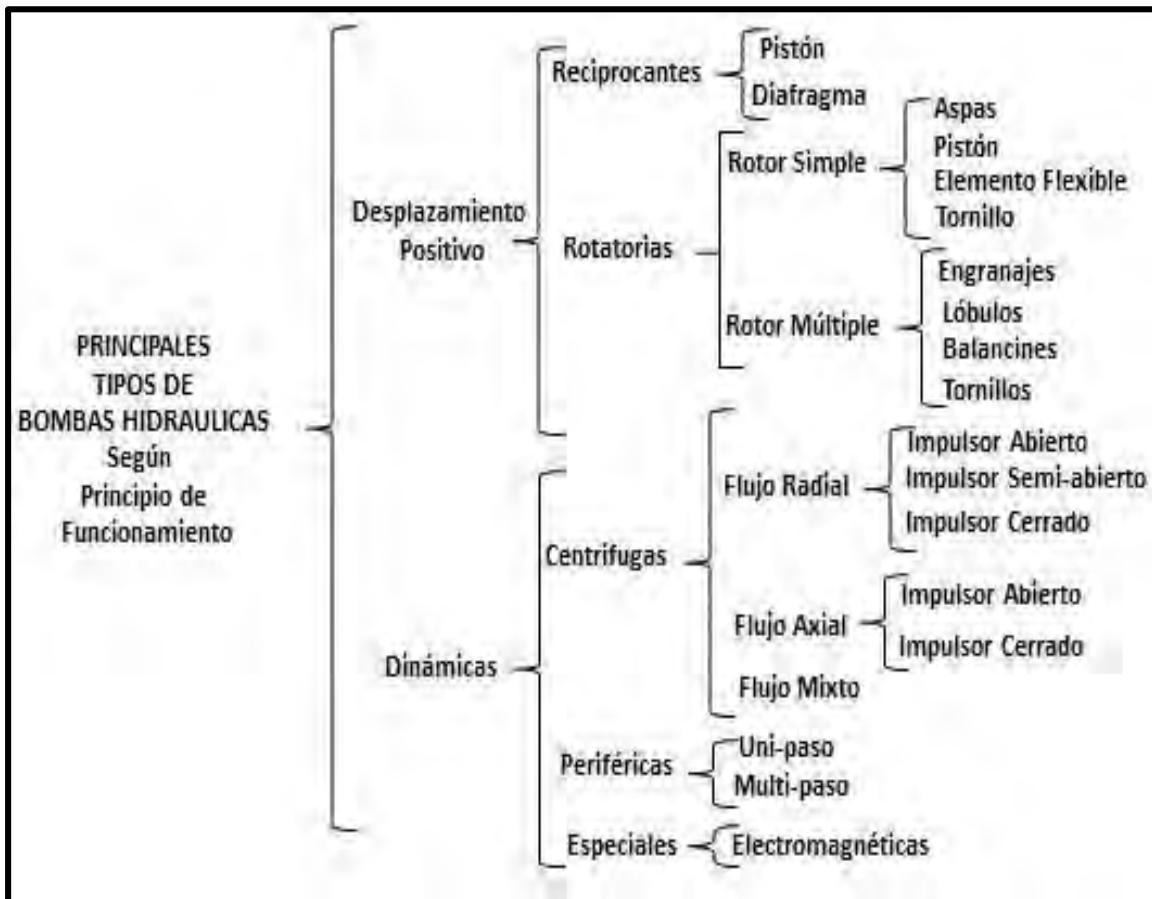 PRINCIPALES
TIPOS DE
BOMBAS HIDRAULICAS
Según
Principio de
Funcionamiento
Desplazamiento
Positivo
Reciprocantes
Pistón
Diafragma
Rotatorias
Rotor Simple
Aspas
Pistón
Elemento Flexible
Tornillo
Rotor Múltiple
Engranajes
Lóbulos
Balancines
Tornillos
Dinámicas
Centrifugas
Flujo Radial
Impulsor Abierto
Impulsor Semi-abierto
Impulsor Cerrado
Flujo Axial
Impulsor Abierto
Impulsor Cerrado
Flujo Mixto
Periféricas
Uni-paso
Multi-paso
Especiales
Electromagnéticas